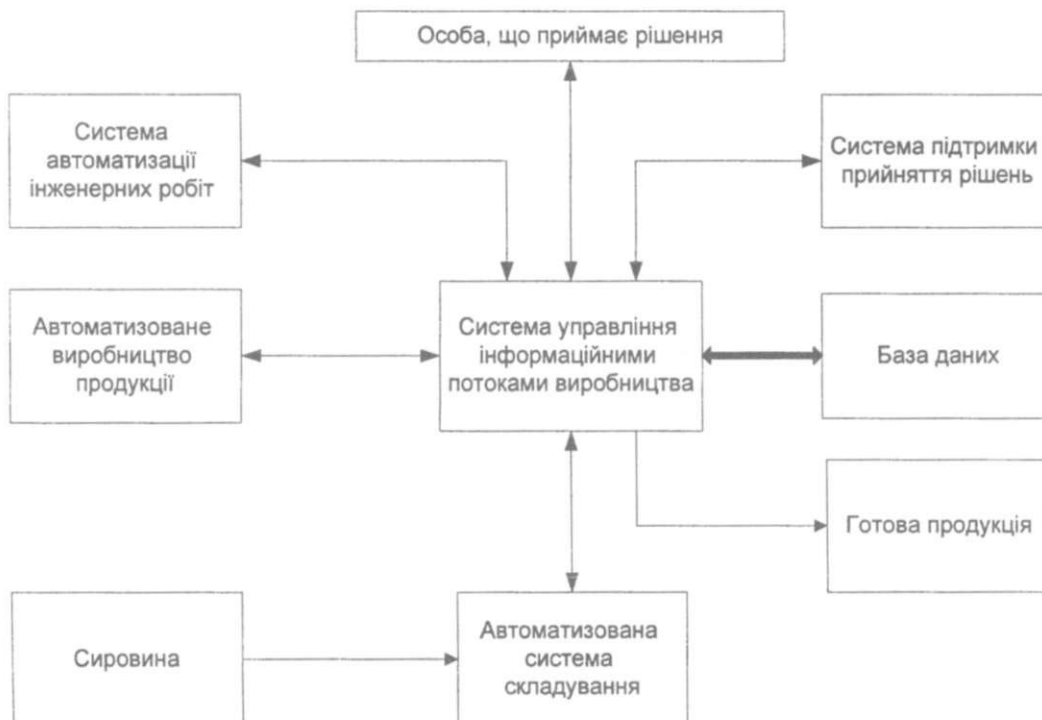 Особа, що приймає рішення
Система
автоматизації
інженерних робіт
Система підтримки
прийняття рішень
Автоматизоване
виробництво
продукції
Система управління
інформаційними
потоками виробництва
База даних
Готова продукція
Сировина
Автоматизована
система
складування